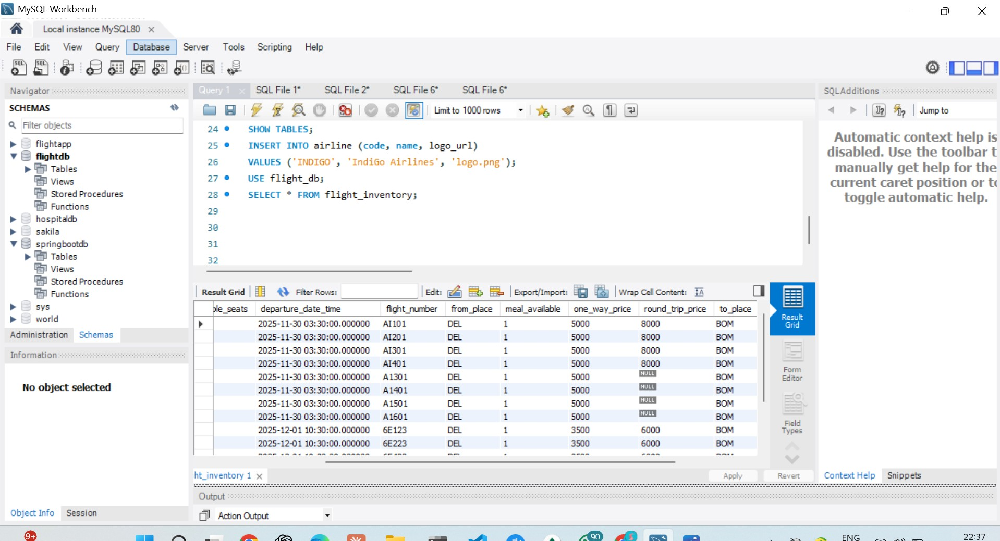 MySQL Workbench
Local instance MySQL80
File Edit View Query Database Server Tools Scripting Help
Navigator
SCHEMAS
Filter objects
flightapp
flightdb
Tables
Views
Stored Procedures
Functions
hospitaldb
sakila
springbootdb
Tables
Views
Stored Procedures
Functions
sys
world
Administration Schemas
Information
No object selected
Object Info Session
Query 1 SQL File 1* SQL File 2* SQL File 6* SQL File 6*
Limit to 1000 rows
24 SHOW TABLES;
25 INSERT INTO airline (code, name, logo_url)
26 VALUES ('INDIGO', 'IndiGo Airlines', 'logo.png');
27 USE flight_db;
28 SELECT * FROM flight_inventory;
29
30
31
32
Result Grid Filter Rows: Edit: Export/Import: Wrap Cell Content:
ble_seats departure_date_time flight_number from_place meal_available one_way_price round_trip_price to_place
2025-11-30 03:30:00.000000 AI101 DEL 1 5000 8000 BOM
2025-11-30 03:30:00.000000 AI201 DEL 1 5000 8000 BOM
2025-11-30 03:30:00.000000 AI301 DEL 1 5000 8000 BOM
2025-11-30 03:30:00.000000 AI401 DEL 1 5000 8000 BOM
2025-11-30 03:30:00.000000 A1301 DEL 1 5000 NULL BOM
2025-11-30 03:30:00.000000 A1401 DEL 1 5000 NULL BOM
2025-11-30 03:30:00.000000 A1501 DEL 1 5000 NULL BOM
2025-11-30 03:30:00.000000 A1601 DEL 1 5000 NULL BOM
2025-12-01 10:30:00.000000 6E123 DEL 1 3500 6000 BOM
2025-12-01 10:30:00.000000 6E223 DEL 1 3500 6000 BOM
Result
Grid
Form
Editor
Field
Types
ht_inventory 1
Apply Revert
Output
Action Output
SQLAdditions
Jump to
Automatic context help is
disabled. Use the toolbar t
manually get help for the
current caret position or to
toggle automatic help.
Context Help Snippets
9+
90
ENG
22:37